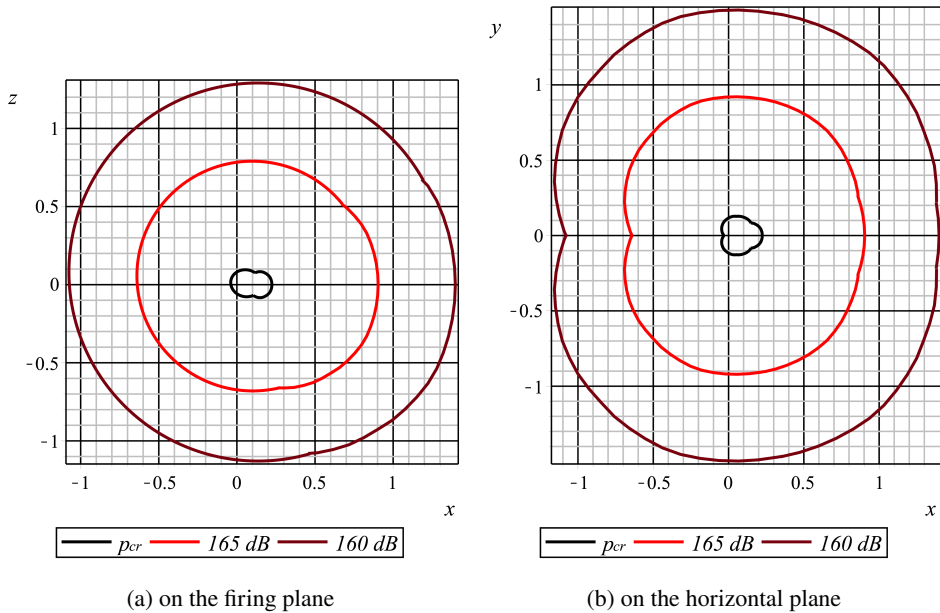 z
1
0.5
0
-0.5
-1
-1 -0.5 0 0.5 1
x
p_cr 165 dB 160 dB
(a) on the firing plane
y
1
0.5
0
-0.5
-1
-1 -0.5 0 0.5 1
x
p_cr 165 dB 160 dB
(b) on the horizontal plane